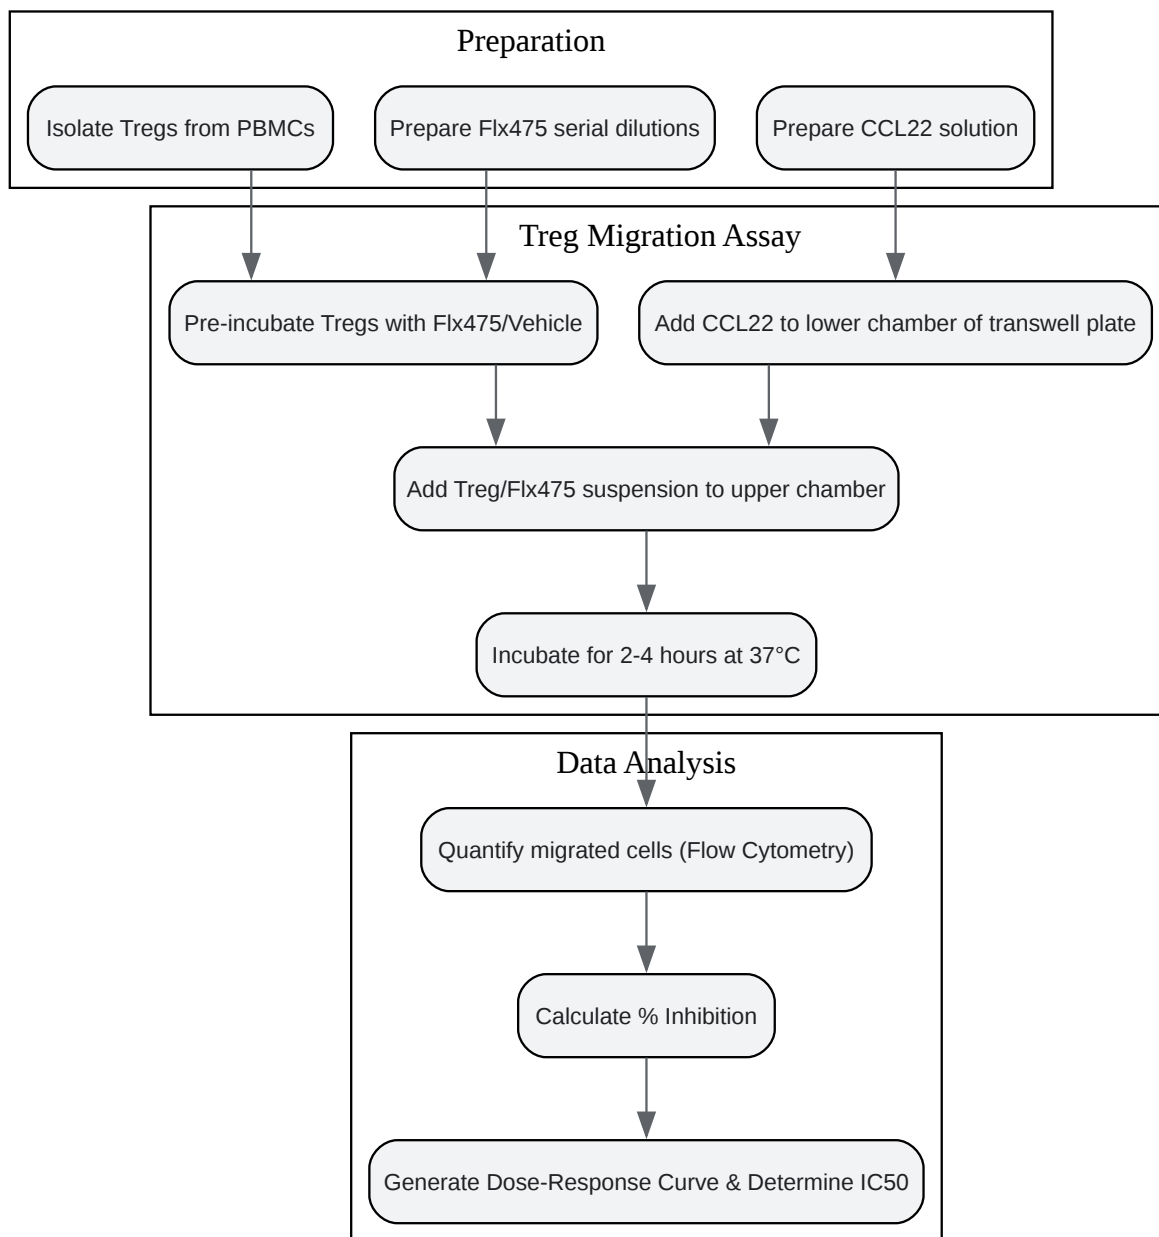 Preparation
Isolate Tregs from PBMCs
Prepare Flx475 serial dilutions
Prepare CCL22 solution
Treg Migration Assay
Pre-incubate Tregs with Flx475/Vehicle
Add CCL22 to lower chamber of transwell plate
Add Treg/Flx475 suspension to upper chamber
Incubate for 2-4 hours at 37°C
Data Analysis
Quantify migrated cells (Flow Cytometry)
Calculate % Inhibition
Generate Dose-Response Curve & Determine IC50